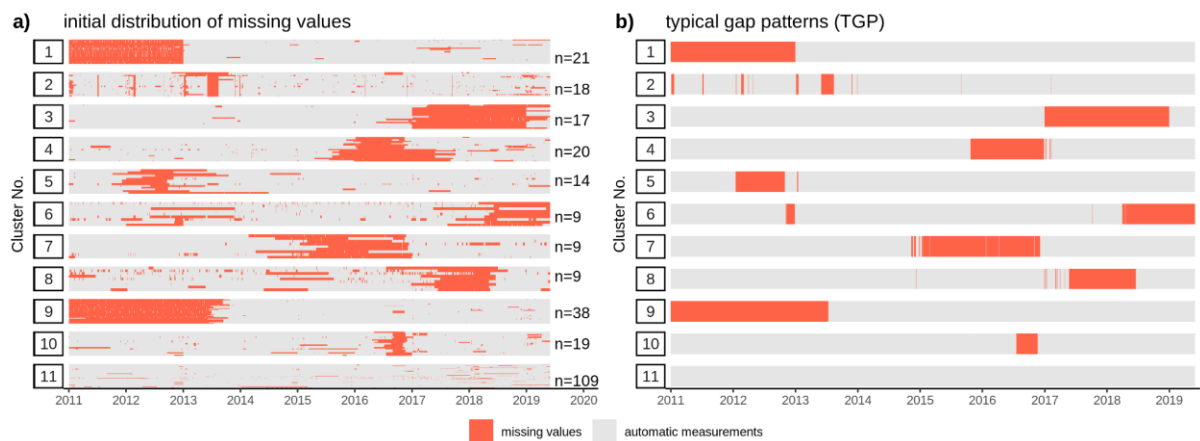 a) initial distribution of missing values
b) typical gap patterns (TGP)
Cluster No.
1
n=21
2
n=18
3
n=17
4
n=20
5
n=14
6
n=9
7
n=9
8
n=9
9
n=38
10
n=19
11
n=109
2011 2012 2013 2014 2015 2016 2017 2018 2019 2020
Cluster No.
1
2
3
4
5
6
7
8
9
10
11
2011 2012 2013 2015 2016 2017 2018 2019
missing values
automatic measurements